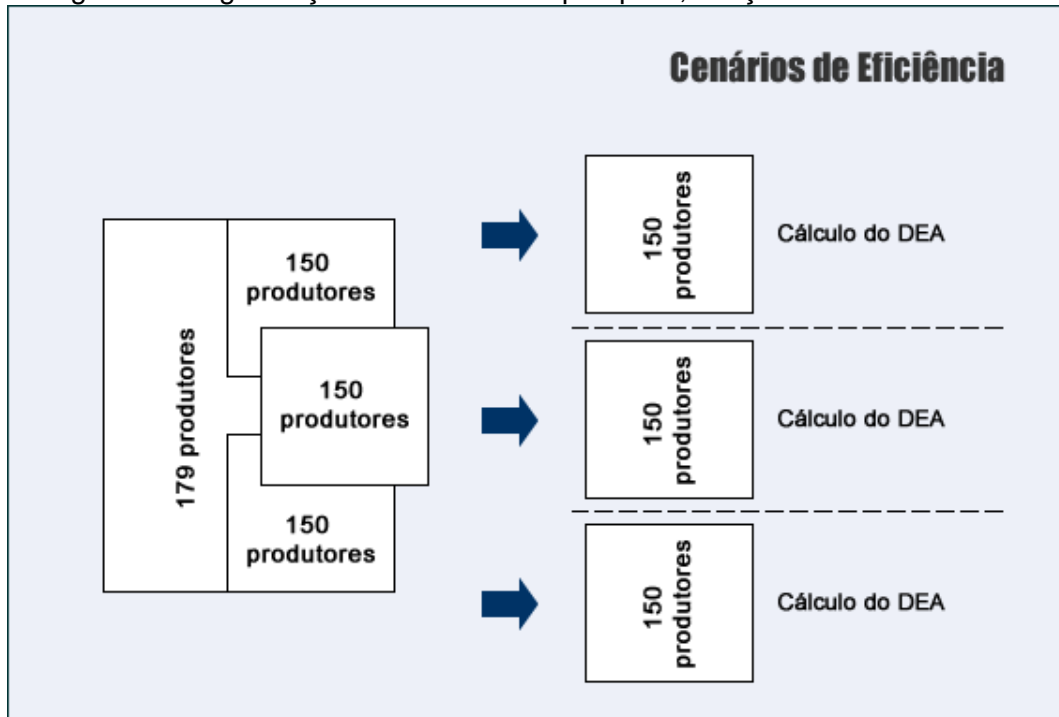 Cenários de Eficiência
179 produtores
150
produtores
150
produtores
150
produtores
150
produtores
Cálculo do DEA
150
produtores
Cálculo do DEA
150
produtores
Cálculo do DEA